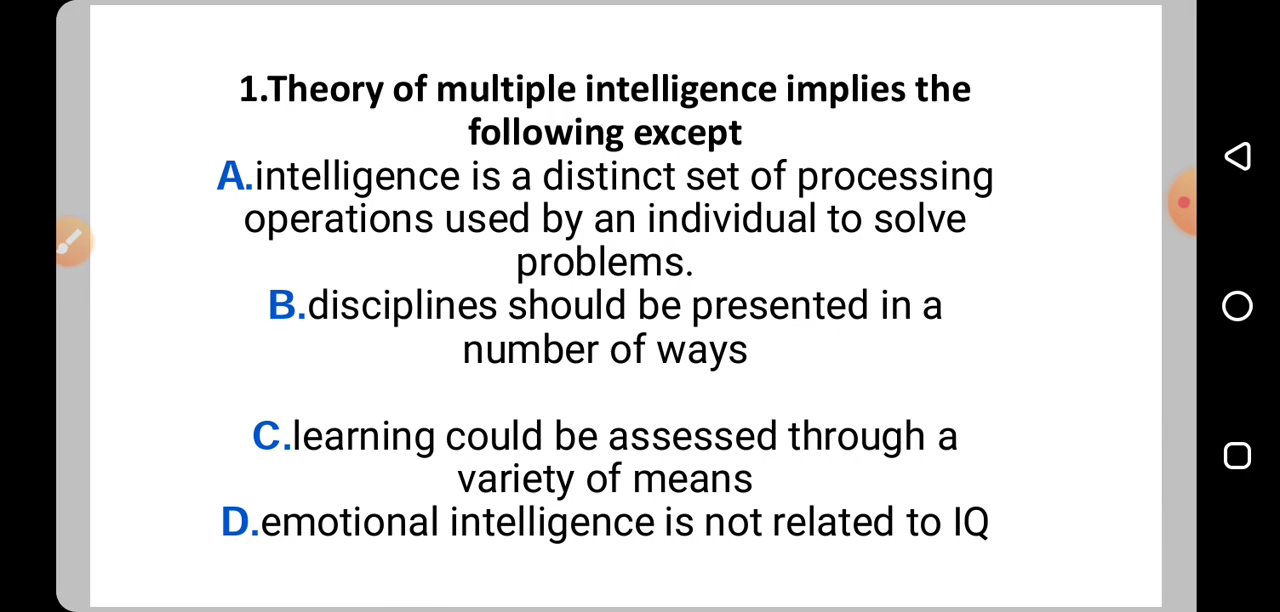 1.Theory of multiple intelligence implies the
following except
A.intelligence is a distinct set of processing
operations used by an individual to solve
problems.
B.disciplines should be presented in a
number of ways
C.learning could be assessed through a
variety of means
D.emotional intelligence is not related to IQ